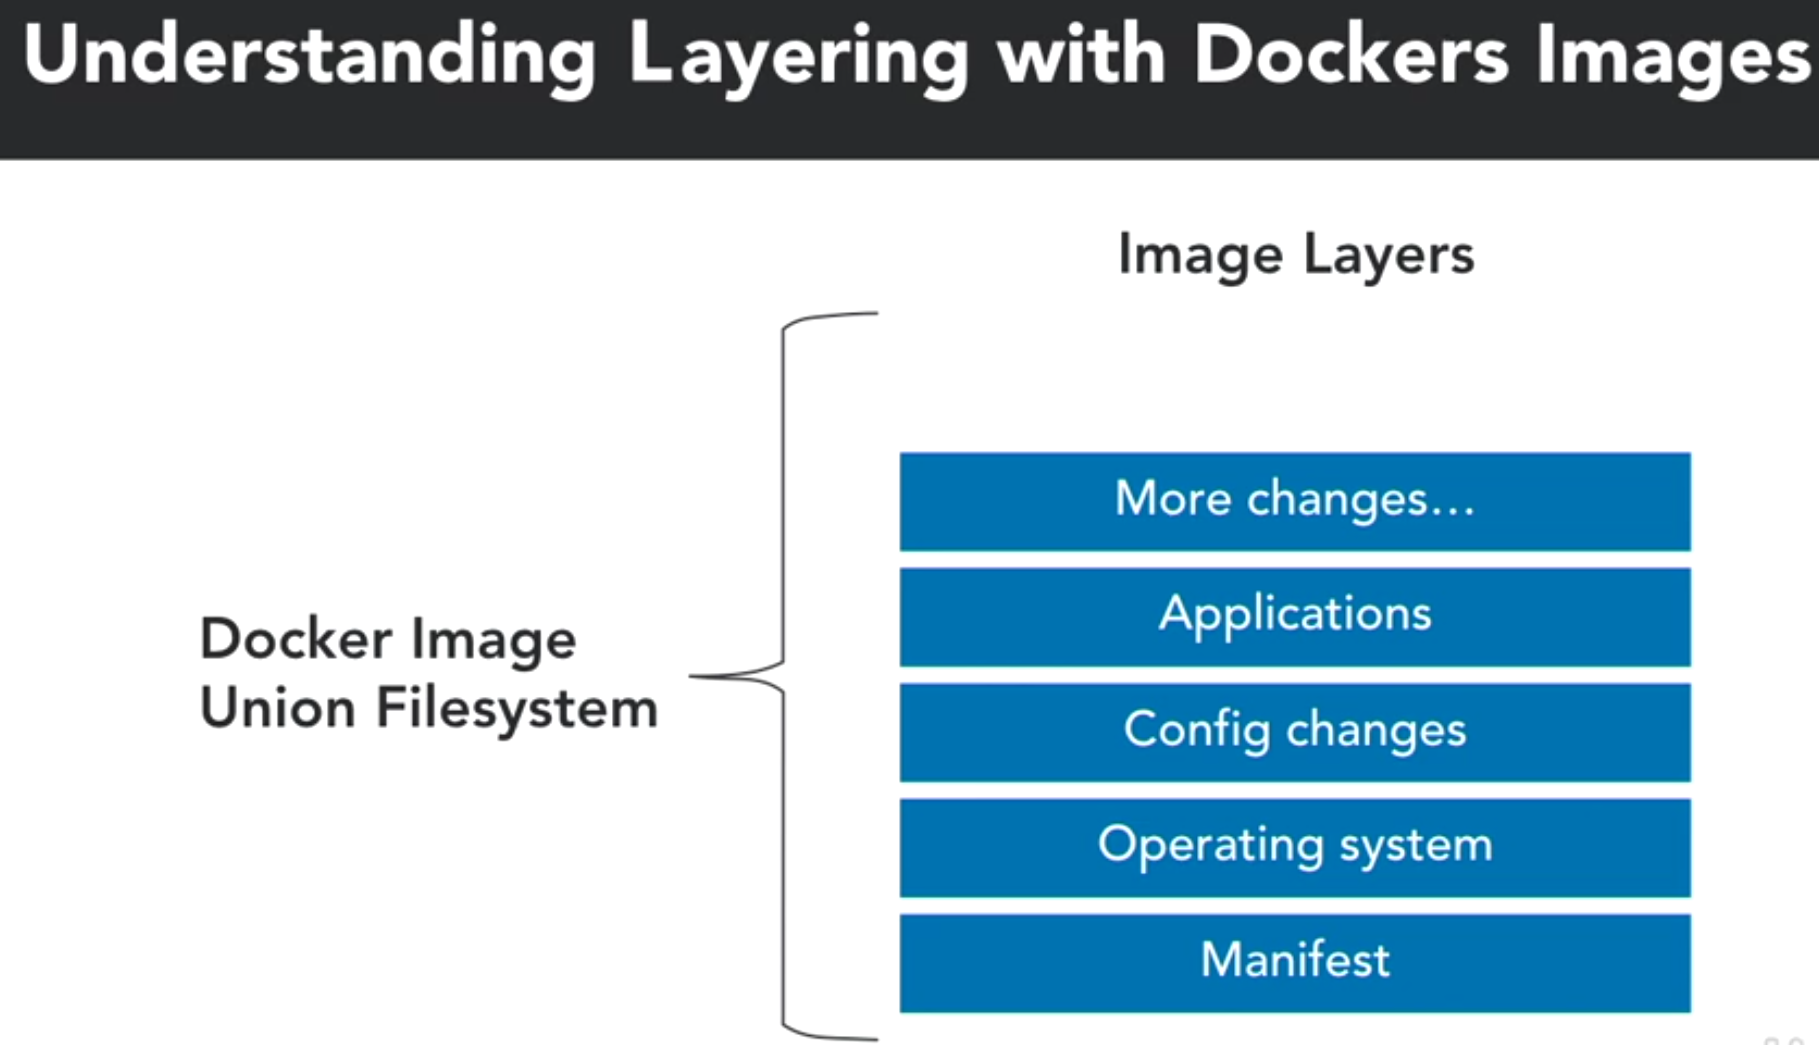 Understanding Layering with Dockers Images
Image Layers
Docker Image
Union Filesystem
More changes...
Applications
Config changes
Operating system
Manifest